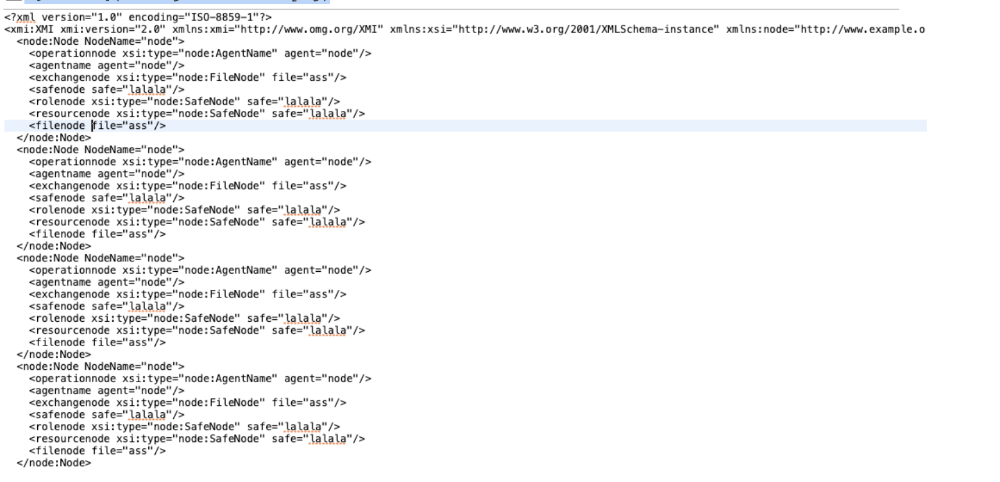 <?xml version="1.0" encoding="ISO-8859-1"?>
<xmi:XMI xmi:version="2.0" xmlns:xmi="http://www.omg.org/XMI" xmlns:xsi="http://www.w3.org/2001/XMLSchema-instance" xmlns:node="http://www.example.o
  <node:Node NodeName="node">
    <operationnode xsi:type="node:AgentName" agent="node"/>
    <agentname agent="node"/>
    <exchangenode xsi:type="node:FileNode" file="ass"/>
    <safenode safe="lalala"/>
    <rolenode xsi:type="node:SafeNode" safe="lalala"/>
    <resourcenode xsi:type="node:SafeNode" safe="lalala"/>
    <filenode file="ass"/>
  </node:Node>
  <node:Node NodeName="node">
    <operationnode xsi:type="node:AgentName" agent="node"/>
    <agentname agent="node"/>
    <exchangenode xsi:type="node:FileNode" file="ass"/>
    <safenode safe="lalala"/>
    <rolenode xsi:type="node:SafeNode" safe="lalala"/>
    <resourcenode xsi:type="node:SafeNode" safe="lalala"/>
    <filenode file="ass"/>
  </node:Node>
  <node:Node NodeName="node">
    <operationnode xsi:type="node:AgentName" agent="node"/>
    <agentname agent="node"/>
    <exchangenode xsi:type="node:FileNode" file="ass"/>
    <safenode safe="lalala"/>
    <rolenode xsi:type="node:SafeNode" safe="lalala"/>
    <resourcenode xsi:type="node:SafeNode" safe="lalala"/>
    <filenode file="ass"/>
  </node:Node>
  <node:Node NodeName="node">
    <operationnode xsi:type="node:AgentName" agent="node"/>
    <agentname agent="node"/>
    <exchangenode xsi:type="node:FileNode" file="ass"/>
    <safenode safe="lalala"/>
    <rolenode xsi:type="node:SafeNode" safe="lalala"/>
    <resourcenode xsi:type="node:SafeNode" safe="lalala"/>
    <filenode file="ass"/>
  </node:Node>